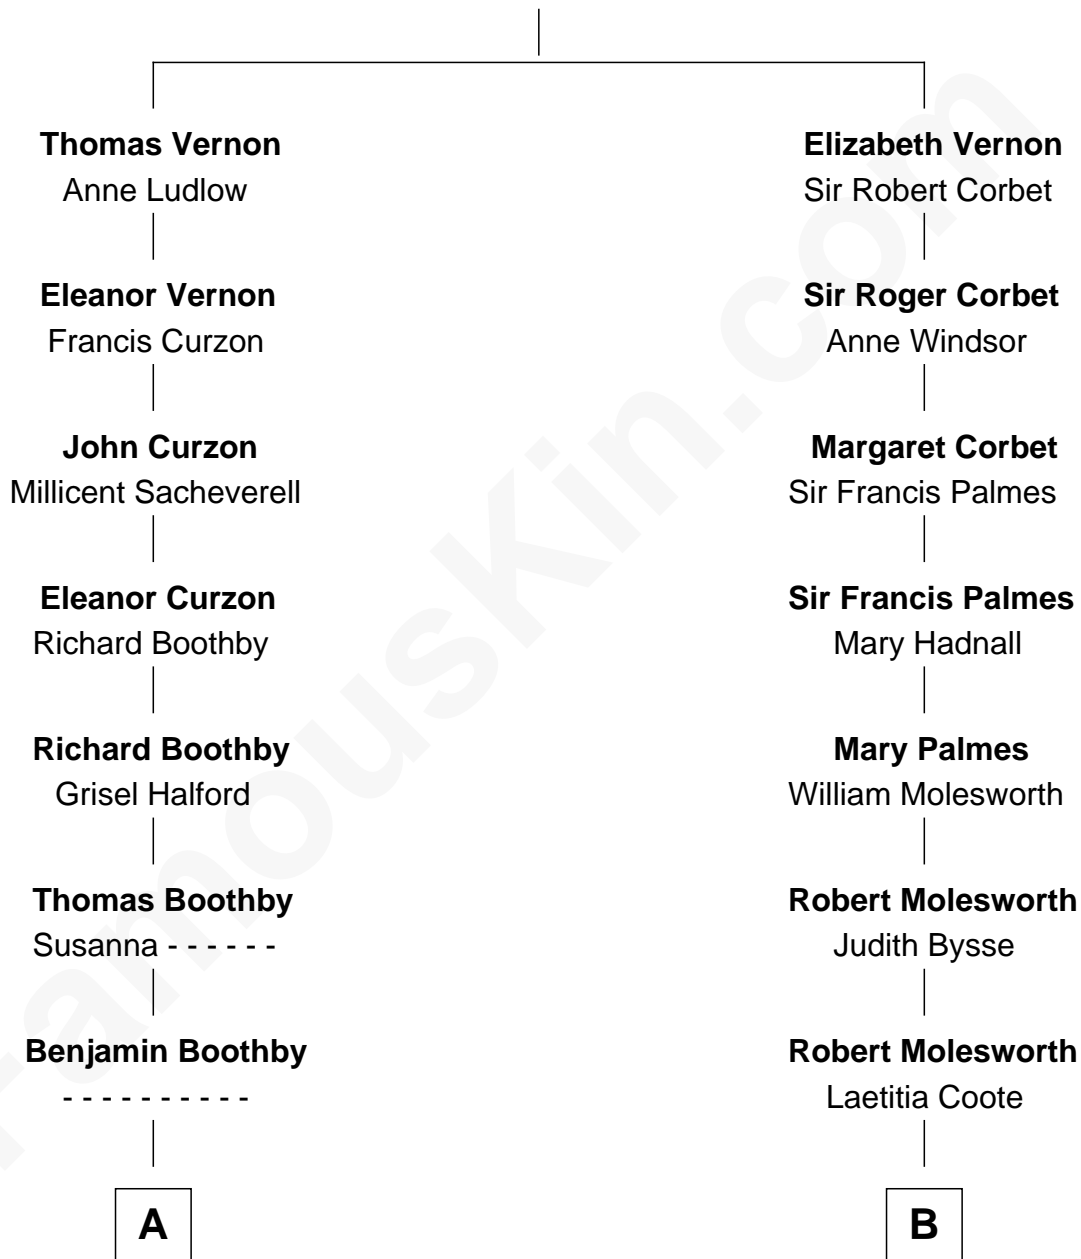 Thomas Vernon
Anne Ludlow
Eleanor Vernon
Francis Curzon
John Curzon
Millicent Sacheverell
Eleanor Curzon
Richard Boothby
Richard Boothby
Grisel Halford
Thomas Boothby
Susanna - - - - - -
Benjamin Boothby
- - - - - - - - - -
A
Elizabeth Vernon
Sir Robert Corbet
Sir Roger Corbet
Anne Windsor
Margaret Corbet
Sir Francis Palmes
Sir Francis Palmes
Mary Hadnall
Mary Palmes
William Molesworth
Robert Molesworth
Judith Bysse
Robert Molesworth
Laetitia Coote
B
FamousKin.com